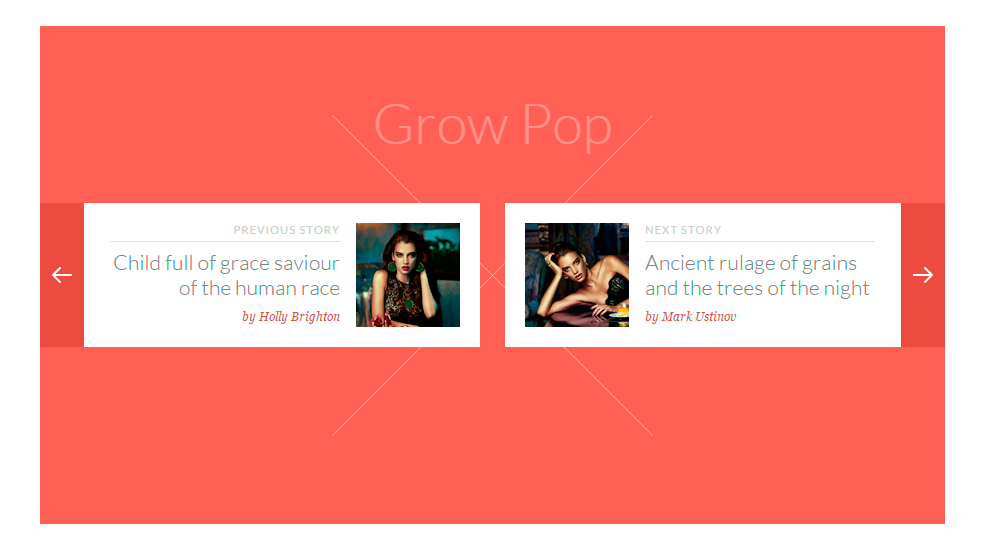 Grow Pop
PREVIOUS STORY
Child full of grace saviour
of the human race
by Holly Brighton
NEXT STORY
Ancient rulage of grains
and the trees of the night
by Mark Ustinov